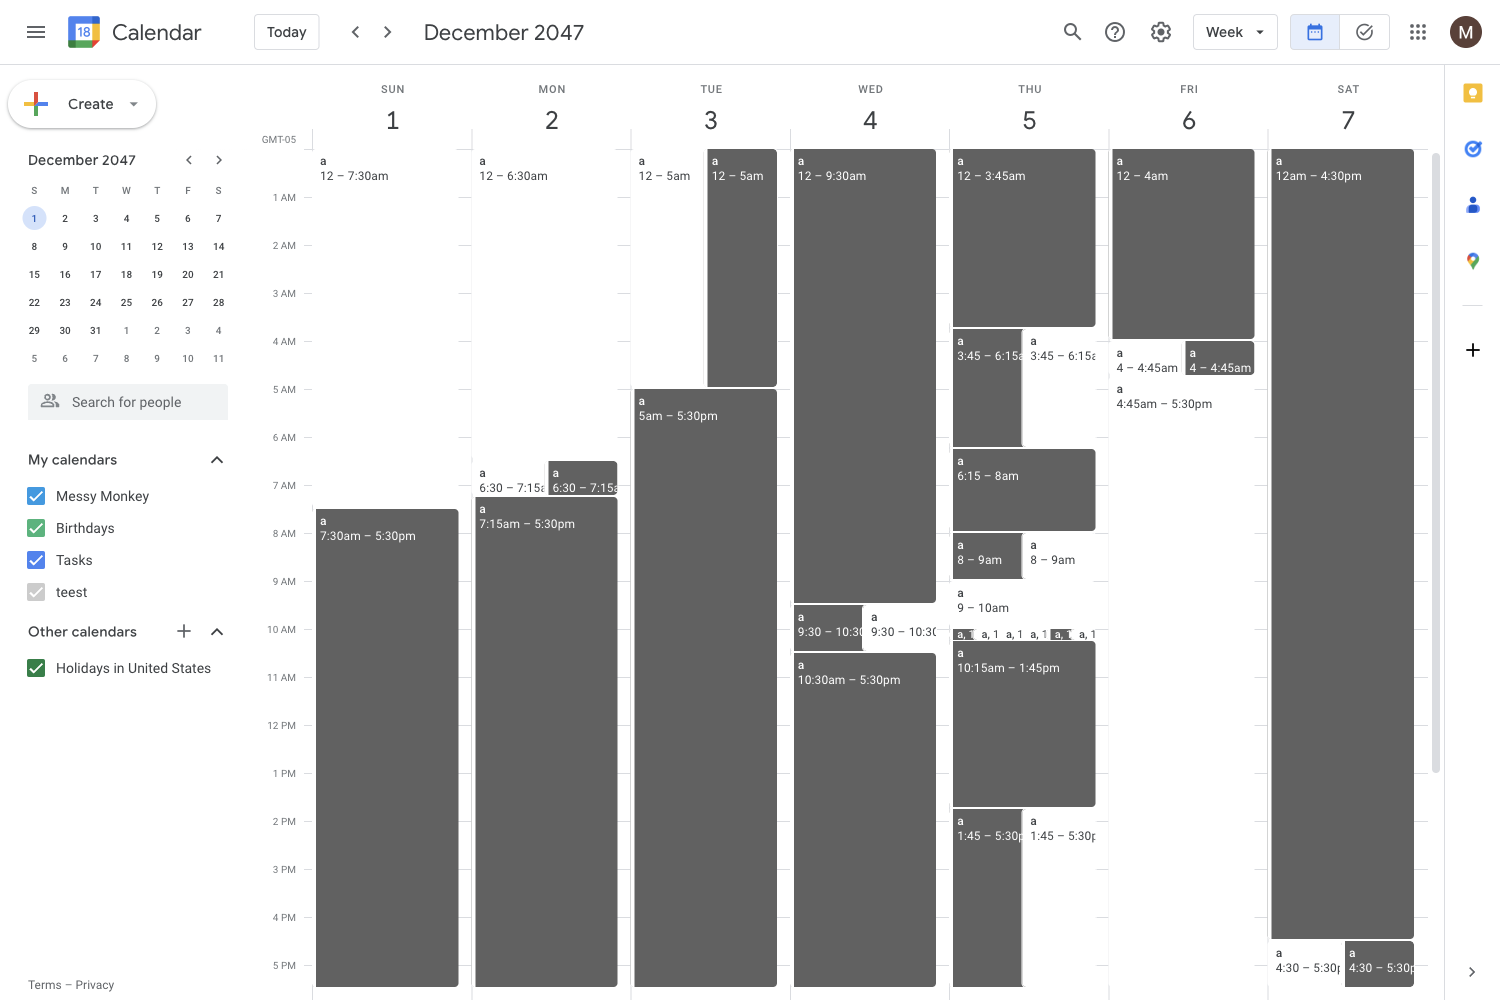 18 Calendar Today December 2047 Week M
Create
December 2047
S M T W T F S
1 2 3 4 5 6 7
8 9 10 11 12 13 14
15 16 17 18 19 20 21
22 23 24 25 26 27 28
29 30 31 1 2 3 4
5 6 7 8 9 10 11
Search for people
My calendars
Messy Monkey
Birthdays
Tasks
teest
Other calendars
Holidays in United States
Terms – Privacy
SUN MON TUE WED THU FRI SAT
1 2 3 4 5 6 7
GMT-05
1 AM
2 AM
3 AM
4 AM
5 AM
6 AM
7 AM
8 AM
9 AM
10 AM
11 AM
12 PM
1 PM
2 PM
3 PM
4 PM
5 PM
a
12 – 7:30am
a
7:30am – 5:30pm
a
12 – 6:30am
a
6:30 – 7:15a
a
6:30 – 7:15a
a
7:15am – 5:30pm
a
12 – 5am
a
12 – 5am
a
5am – 5:30pm
a
12 – 9:30am
a
9:30 – 10:30
a
9:30 – 10:30
a
10:30am – 5:30pm
a
12 – 3:45am
a
3:45 – 6:15a
a
3:45 – 6:15a
a
6:15 – 8am
a
8 – 9am
a
8 – 9am
a
9 – 10am
a, 1 a, 1 a, 1 a, 1 a, 1 a, 1
a
10:15am – 1:45pm
a
1:45 – 5:30p
a
1:45 – 5:30p
a
12 – 4am
a
4 – 4:45am
a
4 – 4:45am
a
4:45am – 5:30pm
a
12am – 4:30pm
a
4:30 – 5:30p
a
4:30 – 5:30p